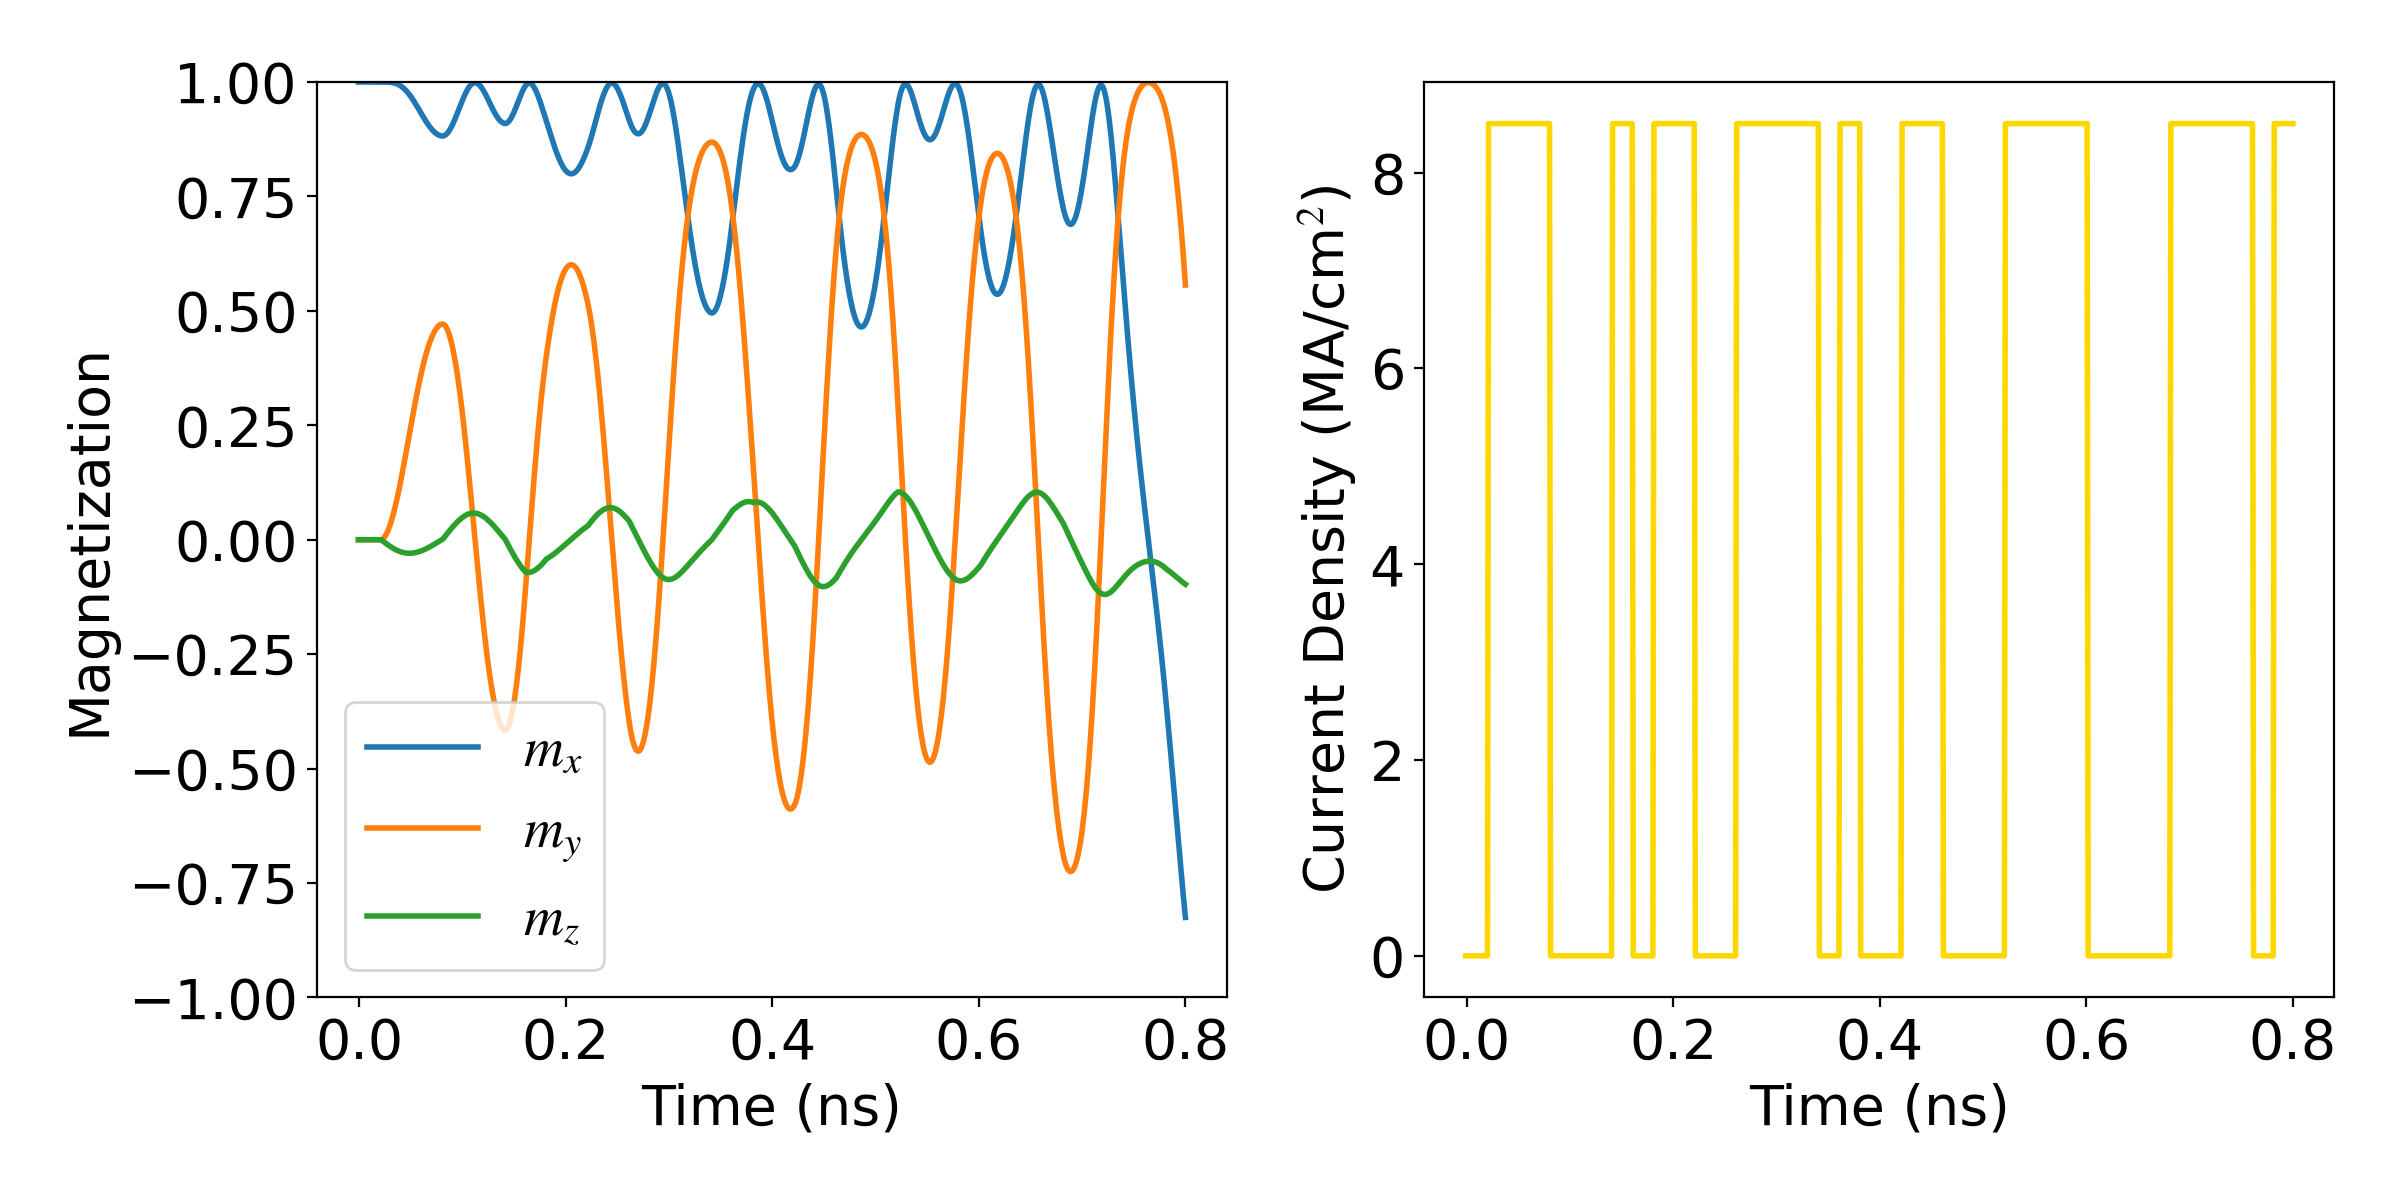 1.00
0.75
0.50
0.25
0.00
−0.25
−0.50
−0.75
−1.00
Magnetization
m_x
m_y
m_z
0.0 0.2 0.4 0.6 0.8
Time (ns)
8
6
4
2
0
Current Density (MA/cm²)
0.0 0.2 0.4 0.6 0.8
Time (ns)